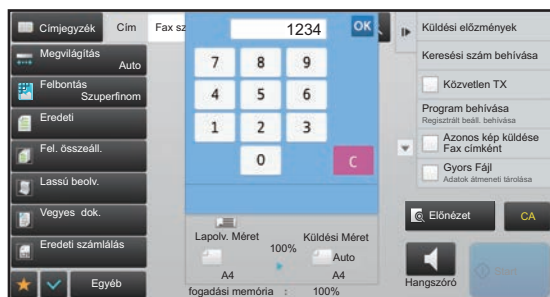 Címjegyzék
Cím
Fax sz
1234
OK
Küldési előzmények
Megvilágítás
Auto
Keresési szám behívása
Felbontás
Szuperfinom
Közvetlen TX
7 8 9
4 5 6
1 2 3
0 C
Eredeti
Program behívása
Regisztrált beáll. behívása
Fel. összeáll.
Azonos kép küldése
Fax címként
Lassú beolv.
Gyors Fájl
Adatok átmeneti tárolása
Vegyes dok.
Előnézet
CA
Eredeti számlálás
Lapolv. Méret
100%
Küldési Méret
Auto
A4
A4
Egyéb
fogadási memória : 100%
Hangszóró
Start